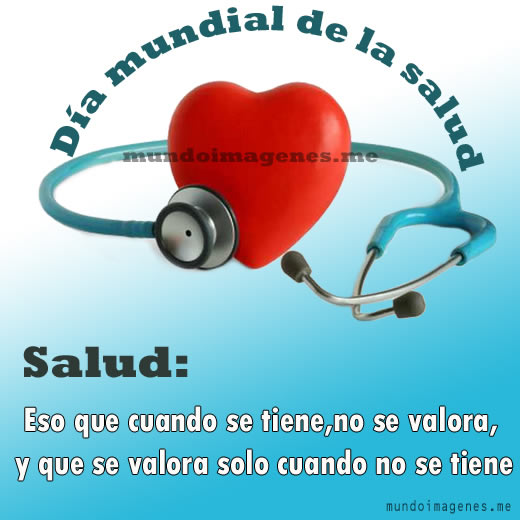 Día mundial de la salud
mundoimagenes.me
Salud:
Eso que cuando se tiene,no se valora,
y que se valora solo cuando no se tiene
mundoimagenes.me